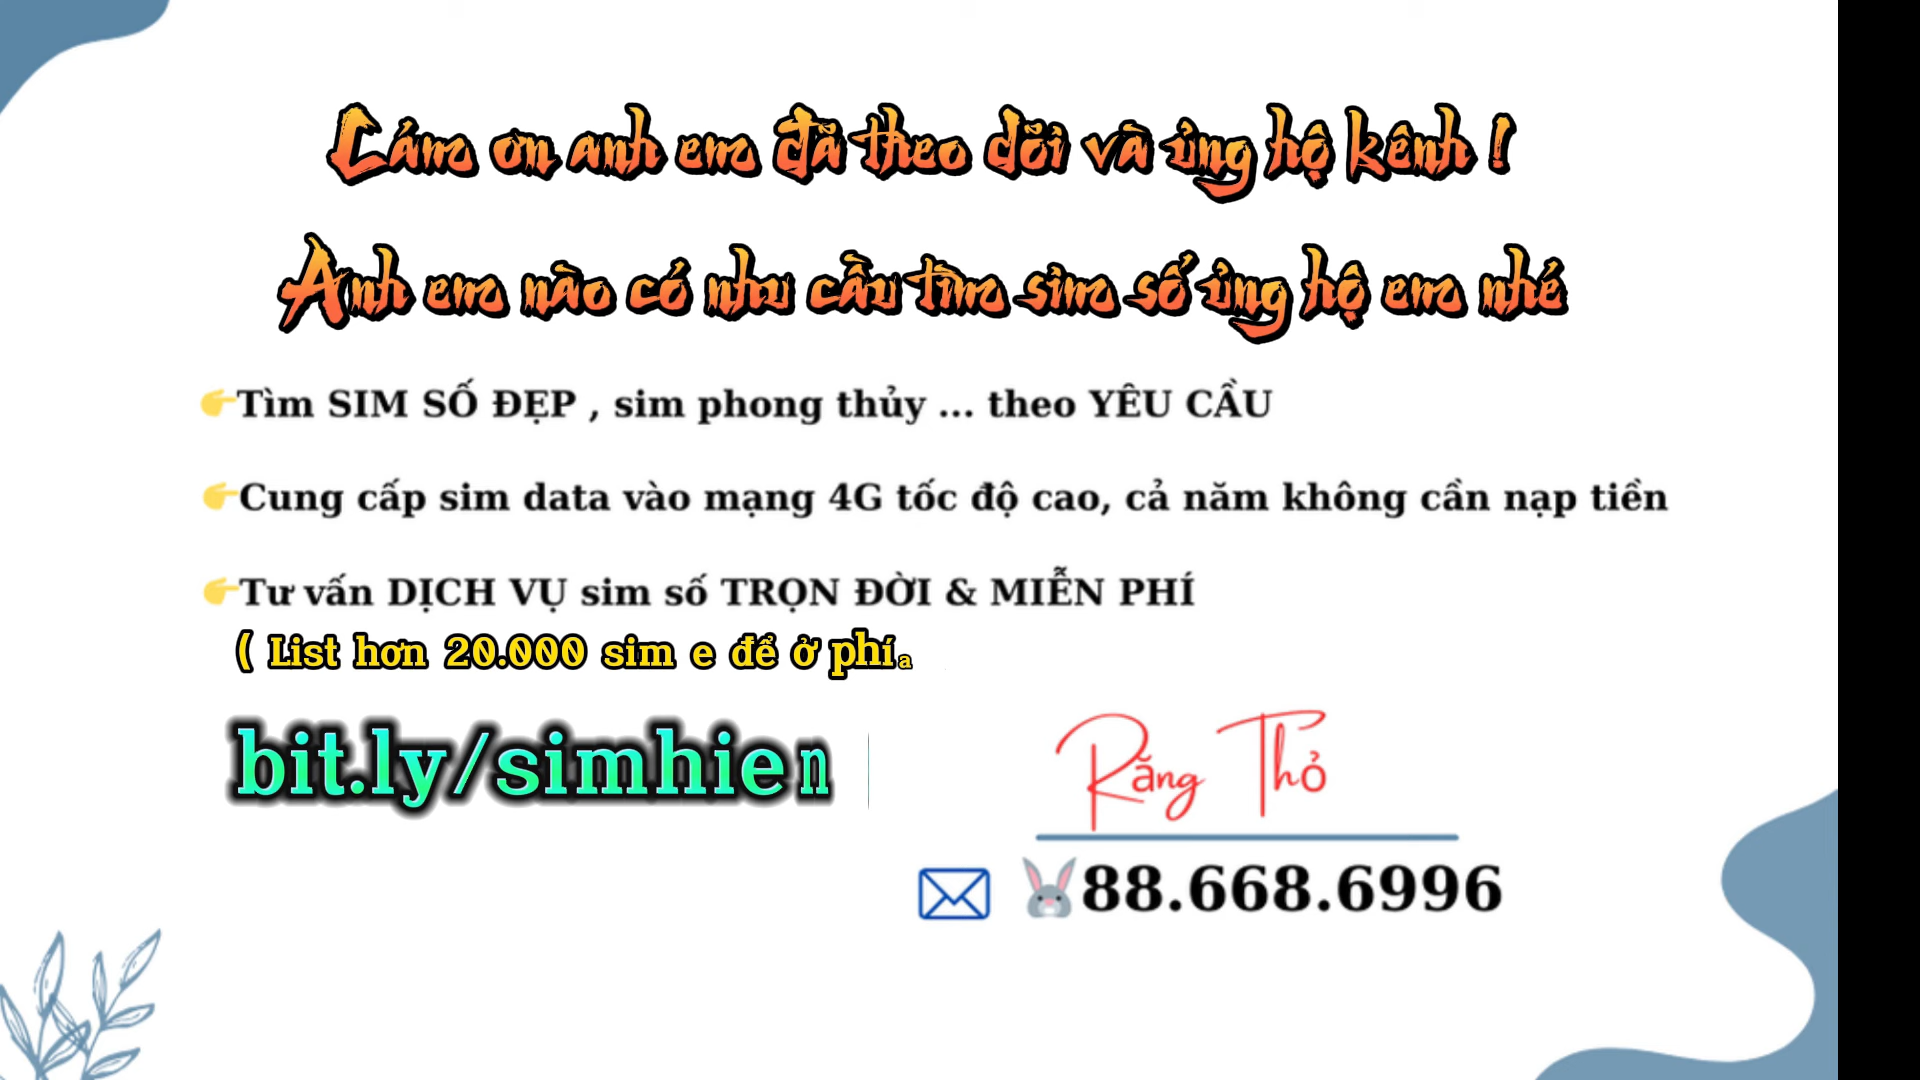 Cảm ơn anh em đã theo dõi và ủng hộ kênh !
Anh em nào có nhu cầu tìm sim số ủng hộ em nhé
👉Tìm SIM SỐ ĐẸP , sim phong thủy ... theo YÊU CẦU
👉Cung cấp sim data vào mạng 4G tốc độ cao, cả năm không cần nạp tiền
👉Tư vấn DỊCH VỤ sim số TRỌN ĐỜI & MIỄN PHÍ
( List hơn 20.000 sim e để ở phía
bit.ly/simhien
Răng Thỏ
88.668.6996